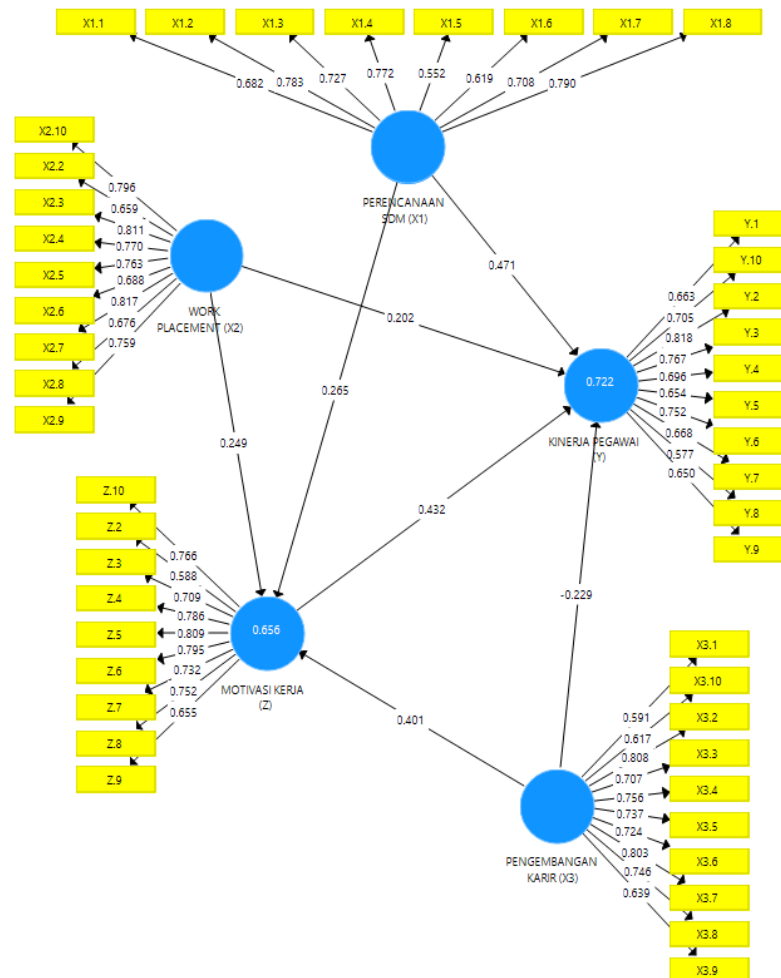 X1.1
X1.2
X1.3
X1.4
X1.5
X1.6
X1.7
X1.8
0.682
0.783
0.727
0.772
0.552
0.619
0.708
0.790
PERENCANAAN
SDM (X1)
X2.10
X2.2
X2.3
X2.4
X2.5
X2.6
X2.7
X2.8
X2.9
0.796
0.659
0.811
0.770
0.763
0.688
0.817
0.676
0.759
WORK
PLACEMENT (X2)
0.471
0.202
0.265
0.249
Y.1
Y.10
Y.2
Y.3
Y.4
Y.5
Y.6
Y.7
Y.8
Y.9
0.663
0.705
0.818
0.767
0.696
0.654
0.752
0.668
0.577
0.650
0.722
KINERJA PEGAWAI
(Y)
Z.10
Z.2
Z.3
Z.4
Z.5
Z.6
Z.7
Z.8
Z.9
0.766
0.588
0.709
0.786
0.809
0.795
0.732
0.752
0.655
0.656
MOTIVASI KERJA
(Z)
0.432
-0.229
0.401
X3.1
X3.10
X3.2
X3.3
X3.4
X3.5
X3.6
X3.7
X3.8
X3.9
0.591
0.617
0.808
0.707
0.756
0.737
0.724
0.803
0.746
0.639
PENGEMBANGAN
KARIR (X3)